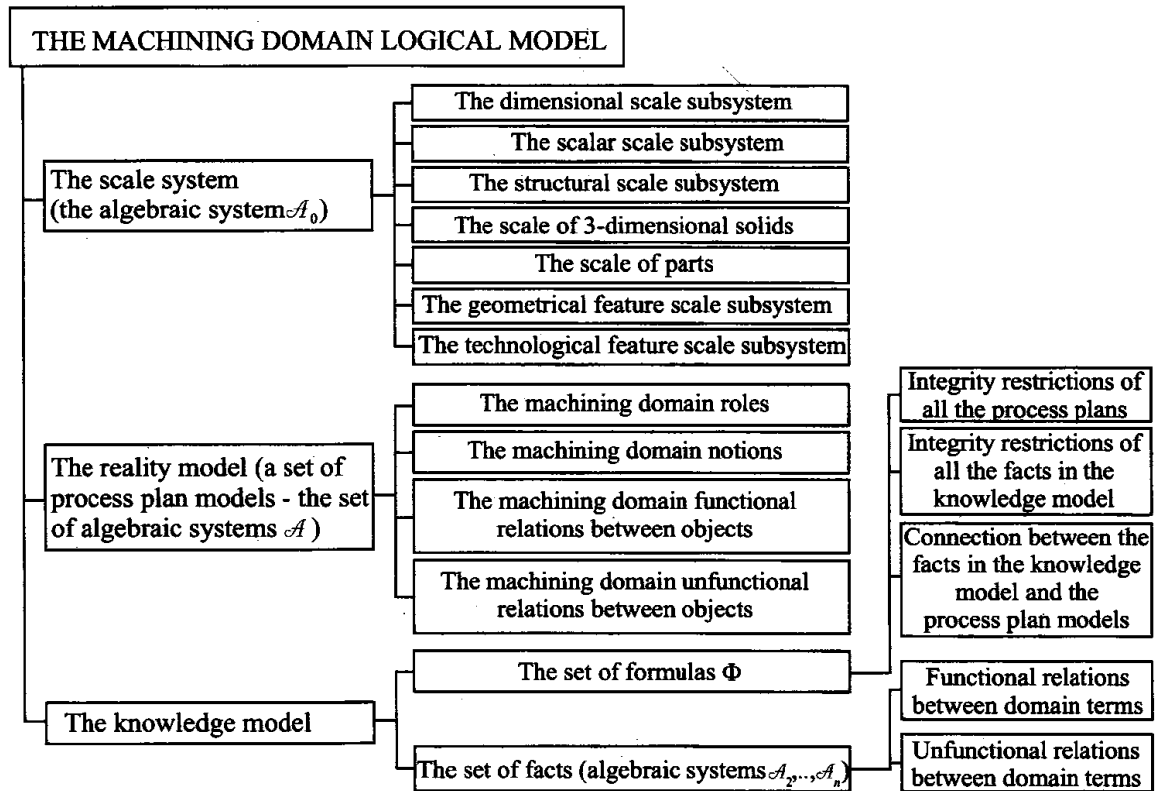 THE MACHINING DOMAIN LOGICAL MODEL
The scale system
(the algebraic system 𝒜₀)
The dimensional scale subsystem
The scalar scale subsystem
The structural scale subsystem
The scale of 3-dimensional solids
The scale of parts
The geometrical feature scale subsystem
The technological feature scale subsystem
The reality model (a set of
process plan models - the set
of algebraic systems 𝒜 )
The machining domain roles
The machining domain notions
The machining domain functional
relations between objects
The machining domain unfunctional
relations between objects
The knowledge model
The set of formulas Φ
Integrity restrictions of
all the process plans
Integrity restrictions of
all the facts in the
knowledge model
Connection between the
facts in the knowledge
model and the
process plan models
The set of facts (algebraic systems 𝒜₂,..,𝒜ₙ)
Functional relations
between domain terms
Unfunctional relations
between domain terms